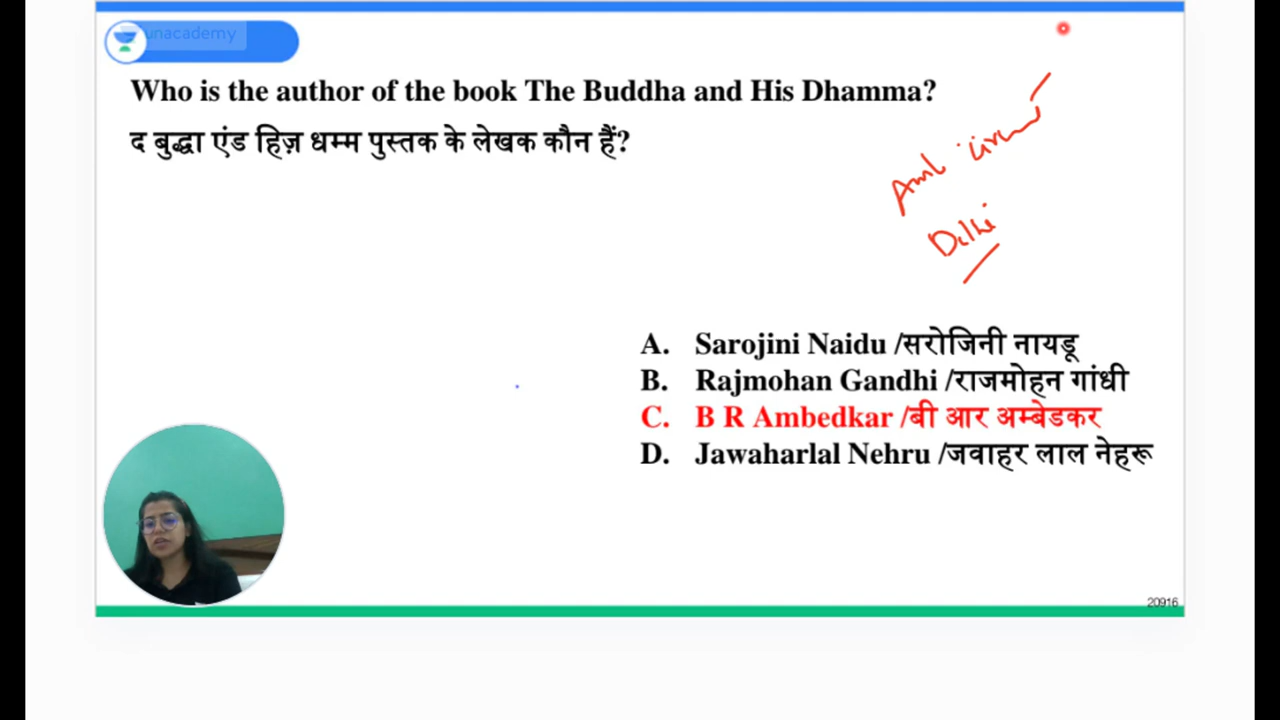 unacademy
Who is the author of the book The Buddha and His Dhamma?
द बुद्धा एंड हिज़ धम्म पुस्तक के लेखक कौन हैं?
Delhi
A. Sarojini Naidu /सरोजिनी नायडू
B. Rajmohan Gandhi /राजमोहन गांधी
C. B R Ambedkar /बी आर अम्बेडकर
D. Jawaharlal Nehru /जवाहर लाल नेहरू
20916